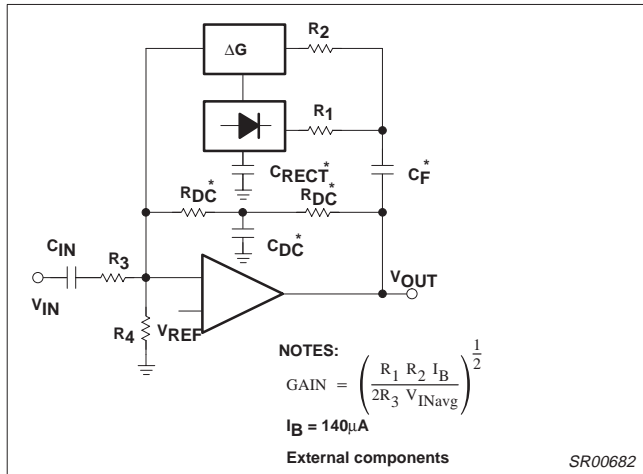 ΔG
R2
R1
CRECT*
CF*
RDC*
RDC*
CDC*
CIN
R3
VIN
VOUT
R4
VREF
NOTES:
GAIN = ( R1 R2 IB / 2R3 VINavg ) 1/2
IB = 140μA
External components
SR00682